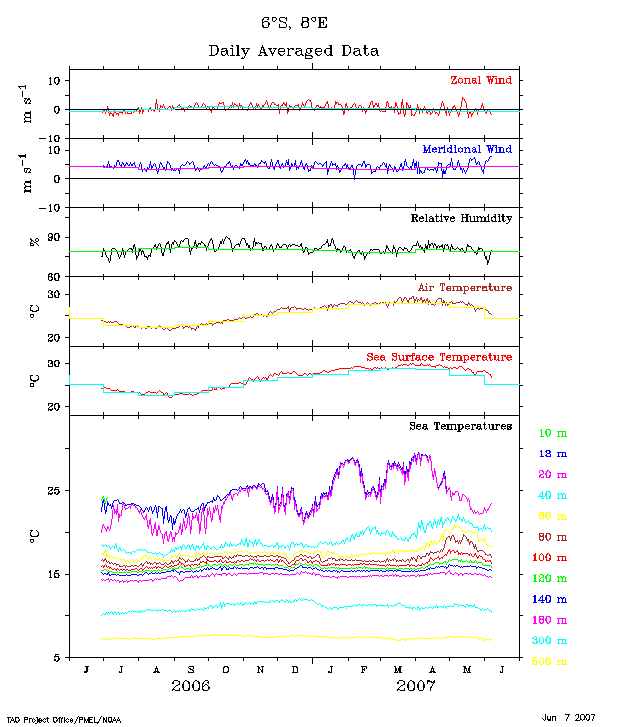 6°S, 8°E
Daily Averaged Data
Zonal Wind
m s⁻¹
10
0
-10
Meridional Wind
m s⁻¹
10
0
-10
Relative Humidity
%
90
60
Air Temperature
°C
30
20
Sea Surface Temperature
°C
30
20
Sea Temperatures
°C
25
15
5
10 m
13 m
20 m
40 m
60 m
80 m
100 m
120 m
140 m
180 m
300 m
500 m
J J A S O N D J F M A M J
2006 2007
TAO Project Office/PMEL/NOAA
Jun 7 2007